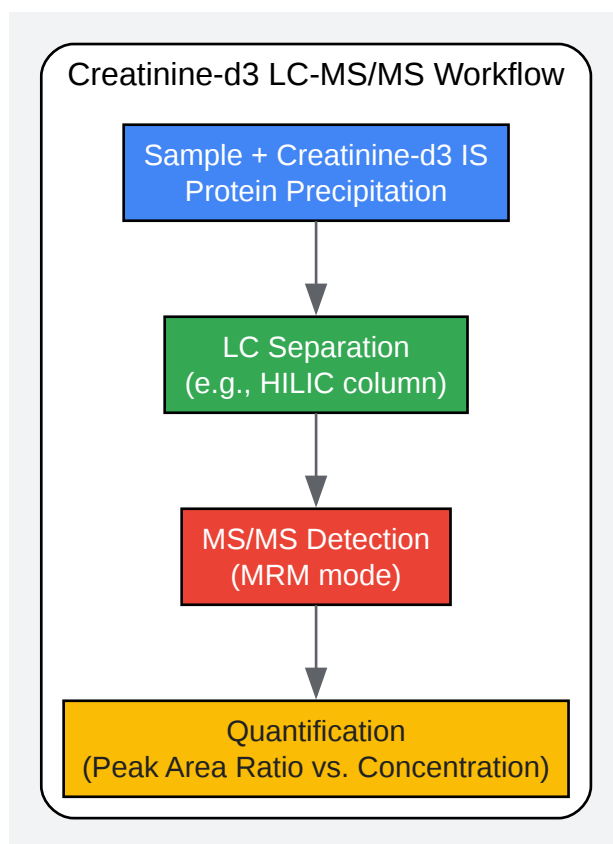 Creatinine-d3 LC-MS/MS Workflow
Sample + Creatinine-d3 IS
Protein Precipitation
LC Separation
(e.g., HILIC column)
MS/MS Detection
(MRM mode)
Quantification
(Peak Area Ratio vs. Concentration)